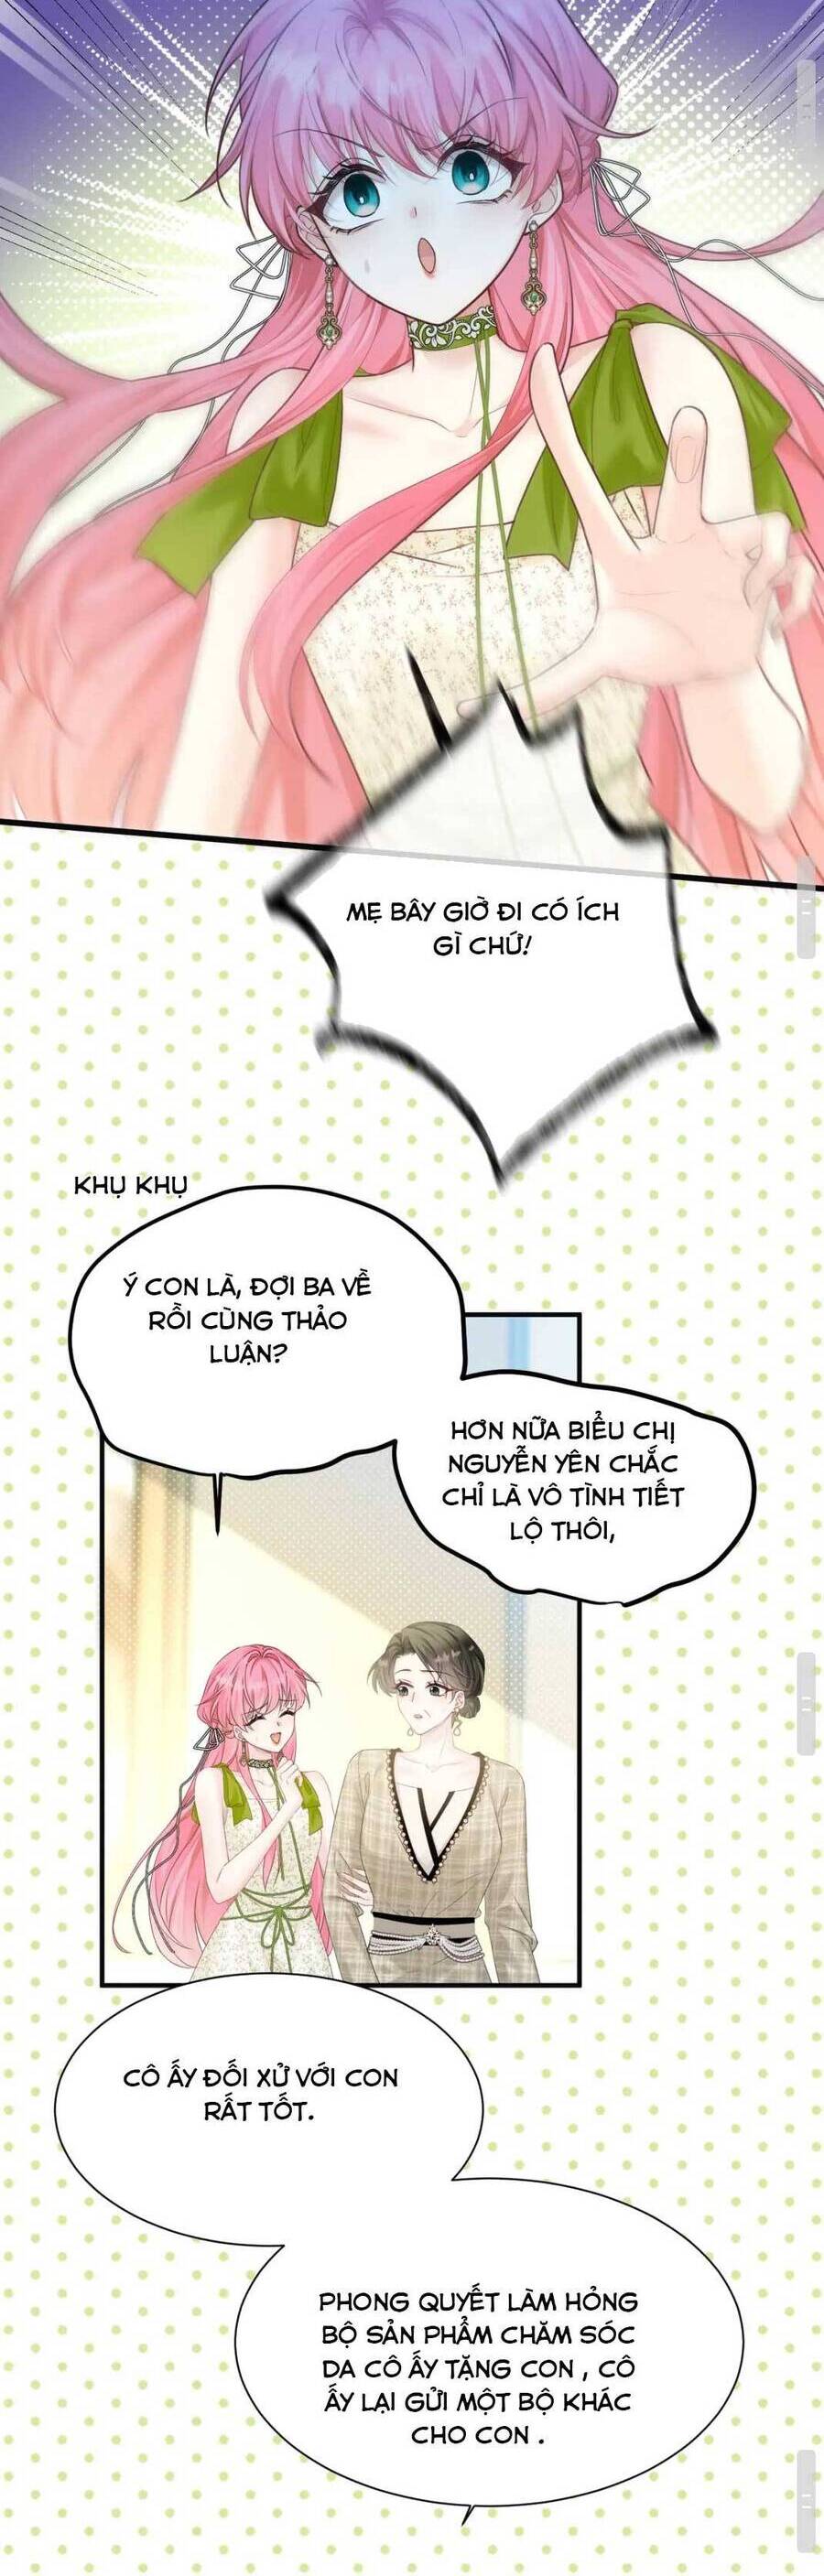 MẸ BÂY GIỜ ĐI CÓ ÍCH
GÌ CHỨ!
KHỤ KHỤ
Ý CON LÀ, ĐỢI BA VỀ
RỒI CÙNG THẢO
LUẬN?
HƠN NỮA BIỂU CHỊ
NGUYỄN YÊN CHẮC
CHỈ LÀ VÔ TÌNH TIẾT
LỘ THÔI,
CÔ ẤY ĐỐI XỬ VỚI CON
RẤT TỐT.
PHONG QUYẾT LÀM HỎNG
BỘ SẢN PHẨM CHĂM SÓC
DA CÔ ẤY TẶNG CON , CÔ
ẤY LẠI GỬI MỘT BỘ KHÁC
CHO CON .